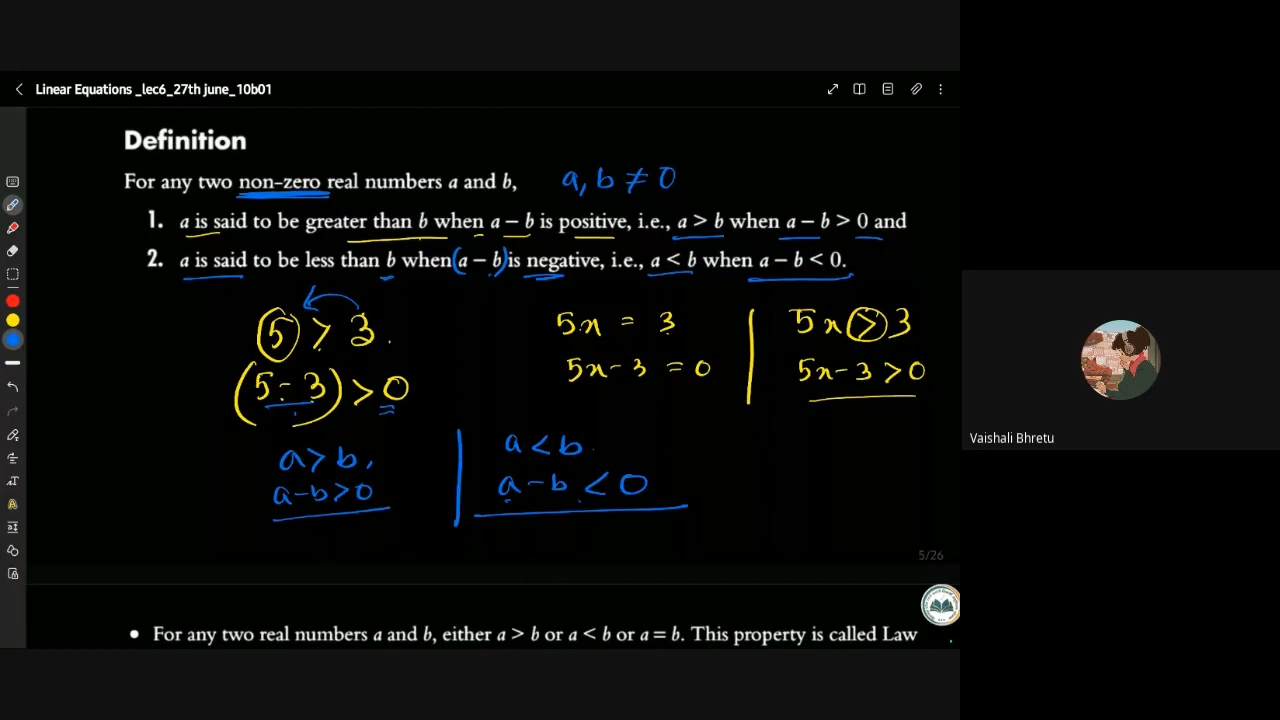 Linear Equations _lec6_27th june_10b01
Definition
For any two non-zero real numbers a and b, a, b ≠ 0
1. a is said to be greater than b when a – b is positive, i.e., a > b when a – b > 0 and
2. a is said to be less than b when (a – b) is negative, i.e., a < b when a – b < 0.
5 > 3.
(5 - 3) > 0
5x = 3
5x - 3 = 0
5x > 3
5x - 3 > 0
a > b,
a - b > 0
a < b.
a - b < 0
5/26
• For any two real numbers a and b, either a > b or a < b or a = b. This property is called Law
Vaishali Bhretu